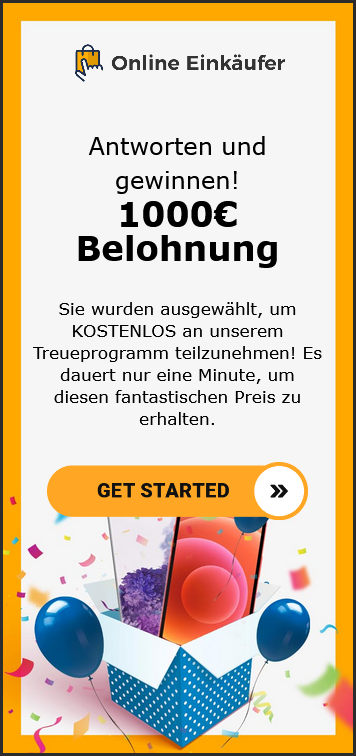 Online Einkäufer
Antworten und
gewinnen!
1000€
Belohnung
Sie wurden ausgewählt, um
KOSTENLOS an unserem
Treueprogramm teilzunehmen! Es
dauert nur eine Minute, um
diesen fantastischen Preis zu
erhalten.
GET STARTED »